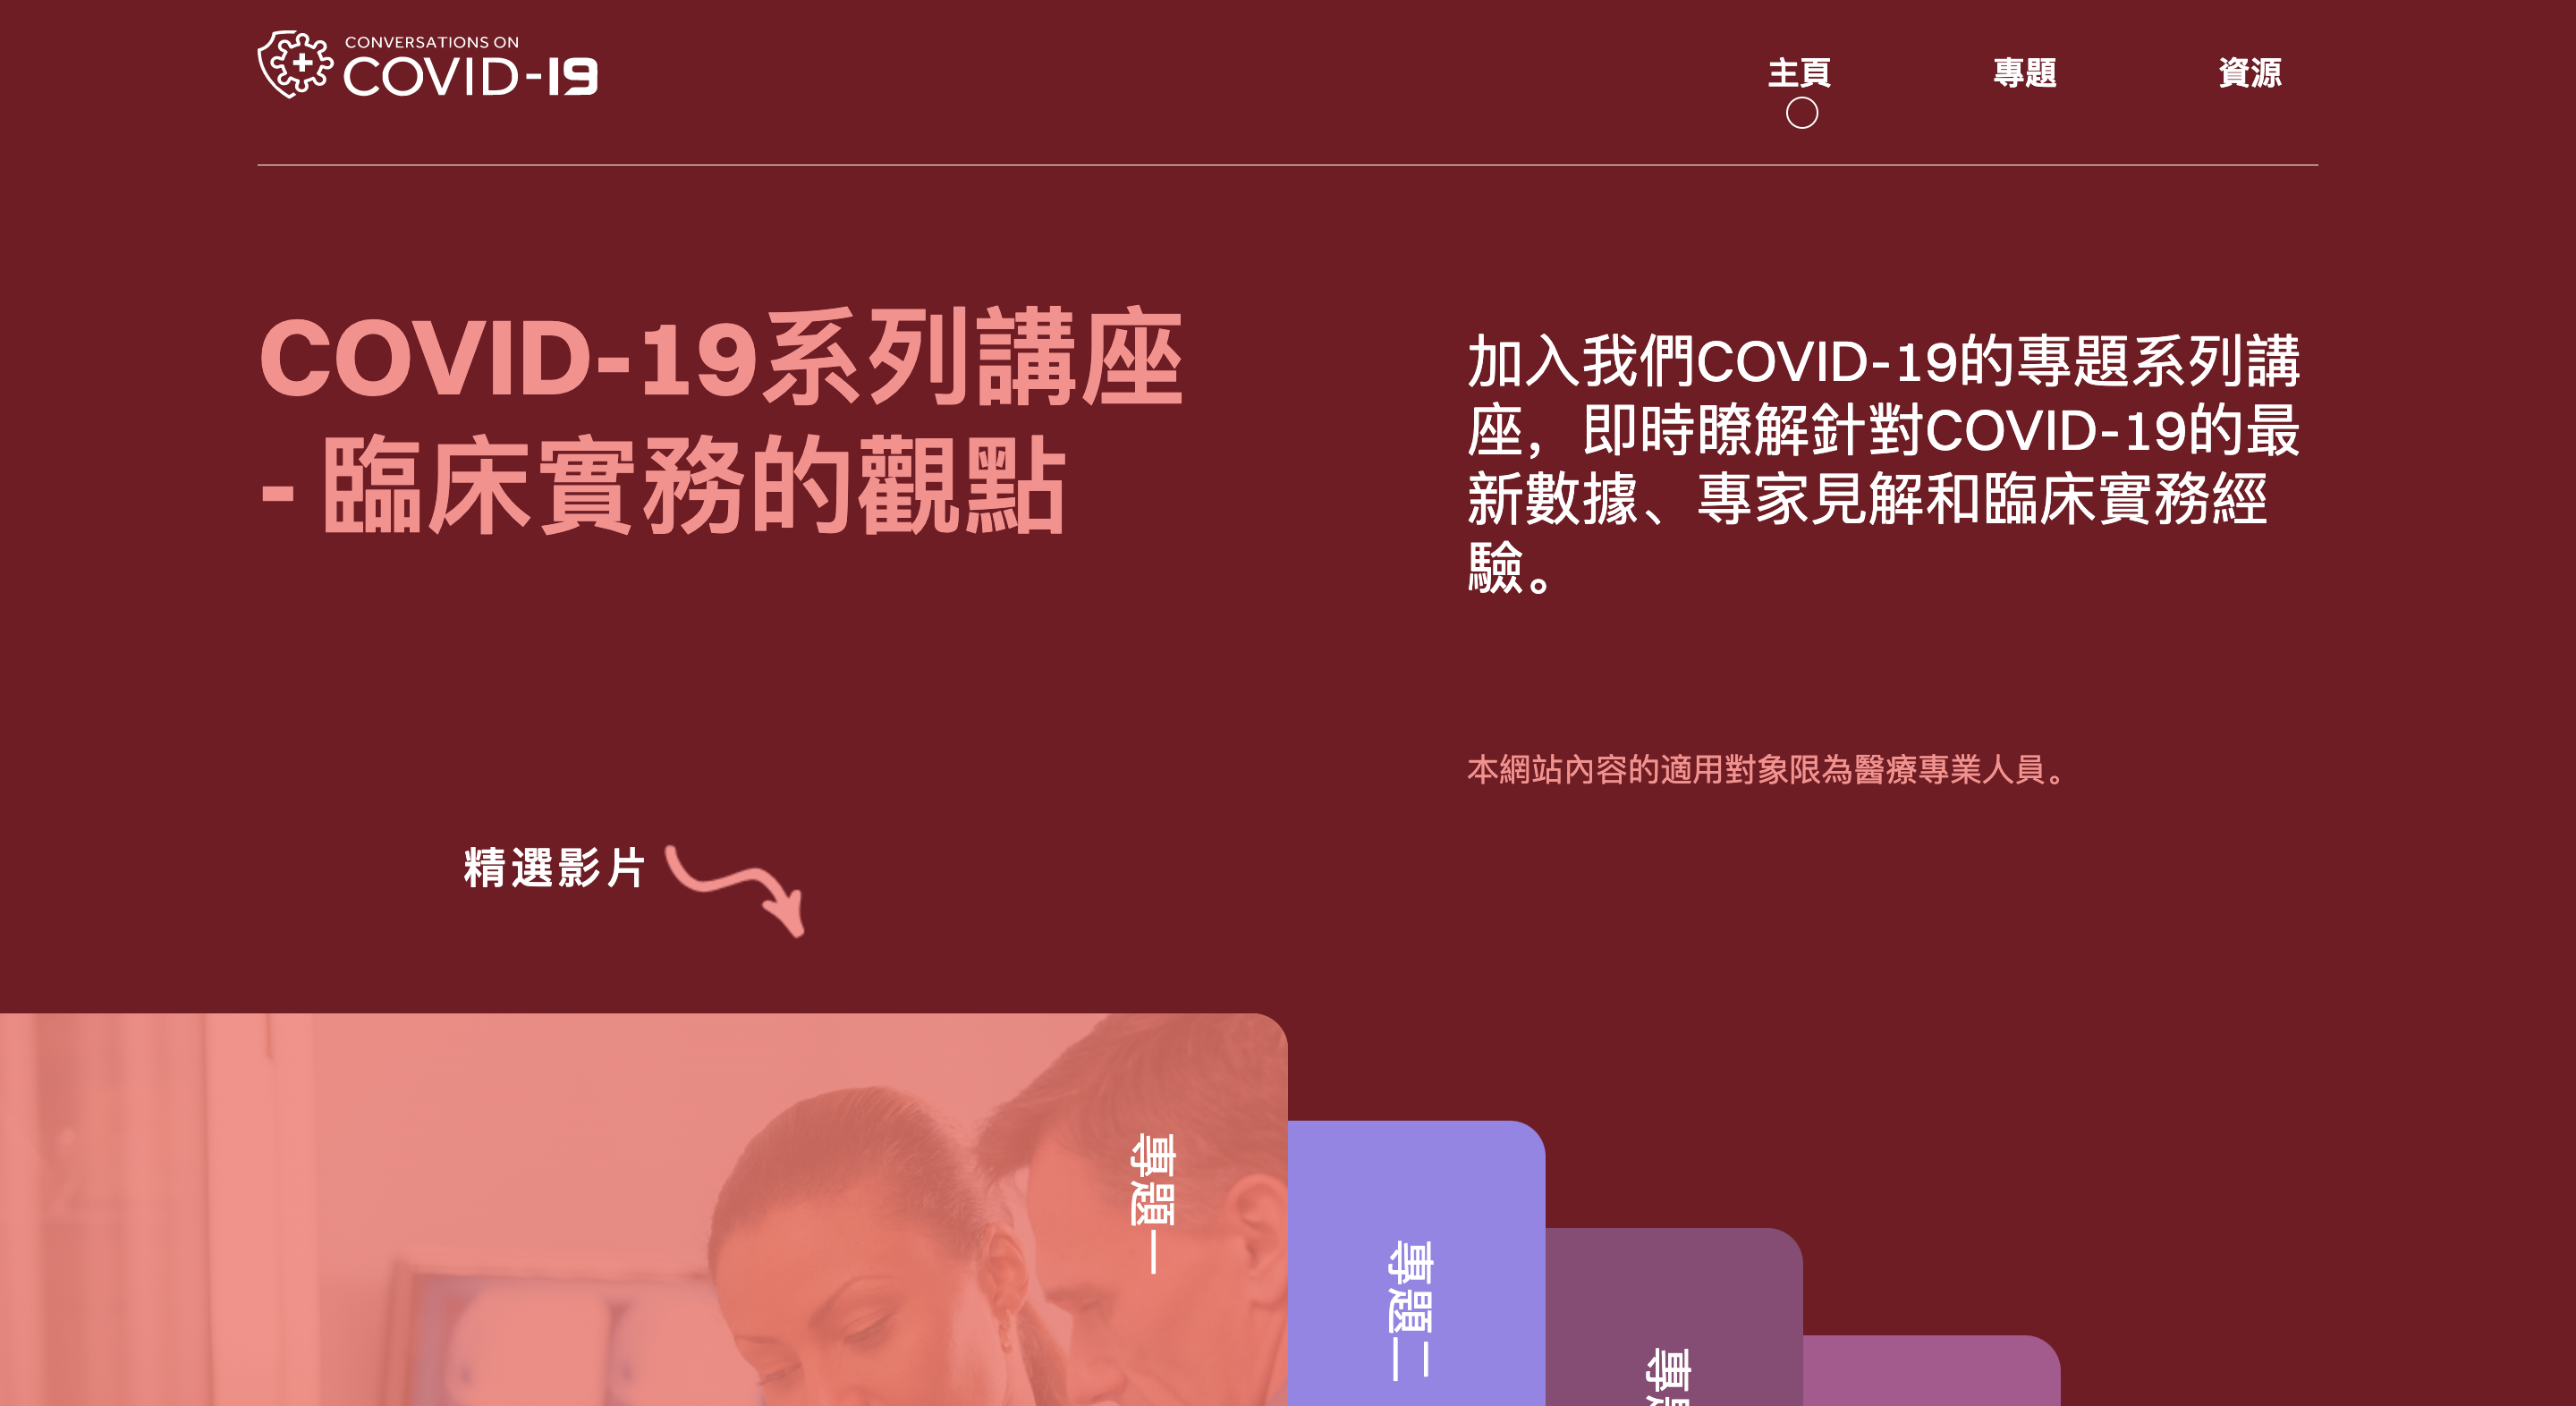 CONVERSATIONS ON
COVID-19
主頁
專題
資源
COVID-19系列講座
- 臨床實務的觀點
加入我們COVID-19的專題系列講
座，即時瞭解針對COVID-19的最
新數據、專家見解和臨床實務經
驗。
本網站內容的適用對象限為醫療專業人員。
精選影片
專題一
專題二
專